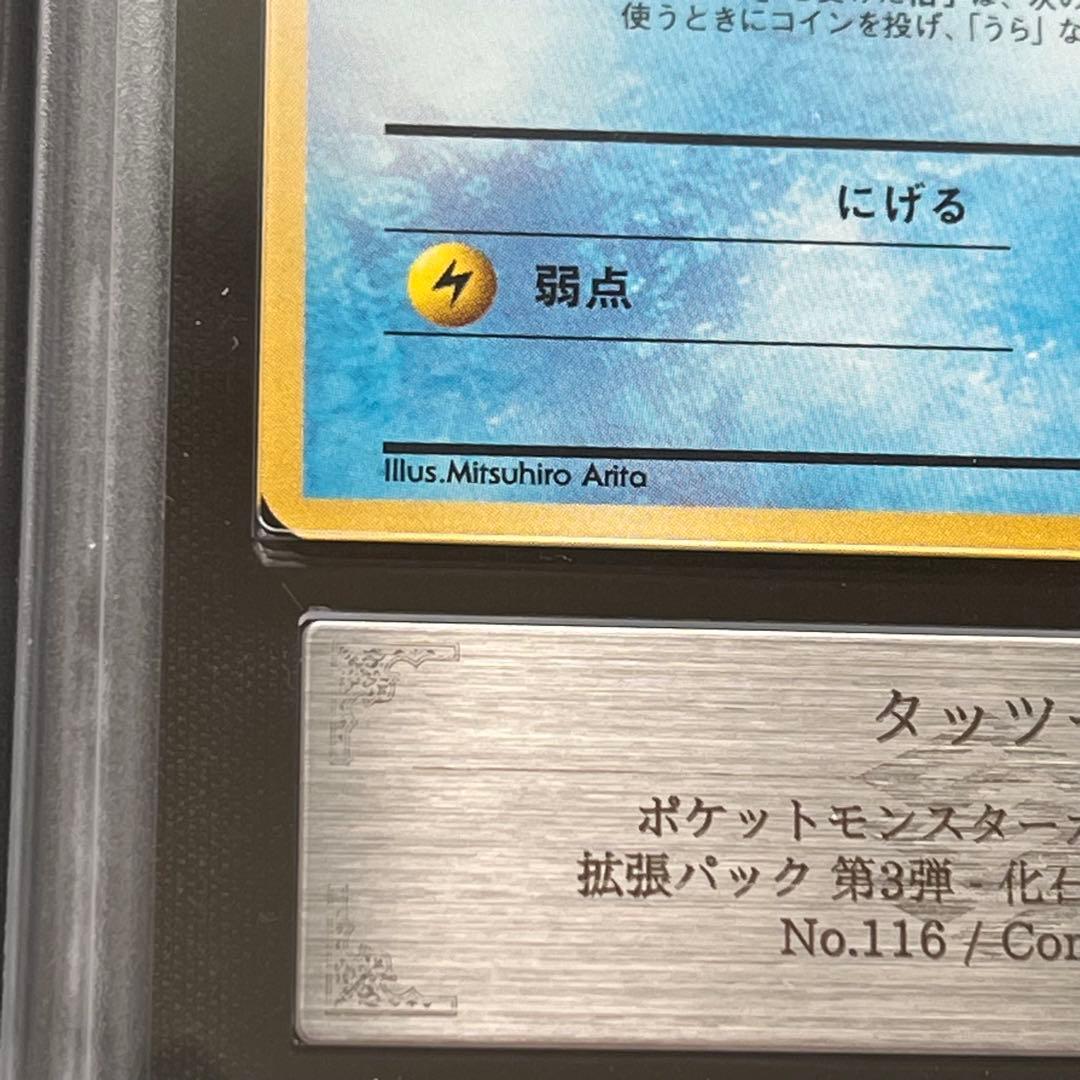 使うときにコインを投げ、「うら」な
にげる
弱点
Illus.Mitsuhiro Arita
タッツ
ポケットモンスター
拡張パック 第3弾 - 化石
No.116 / Com